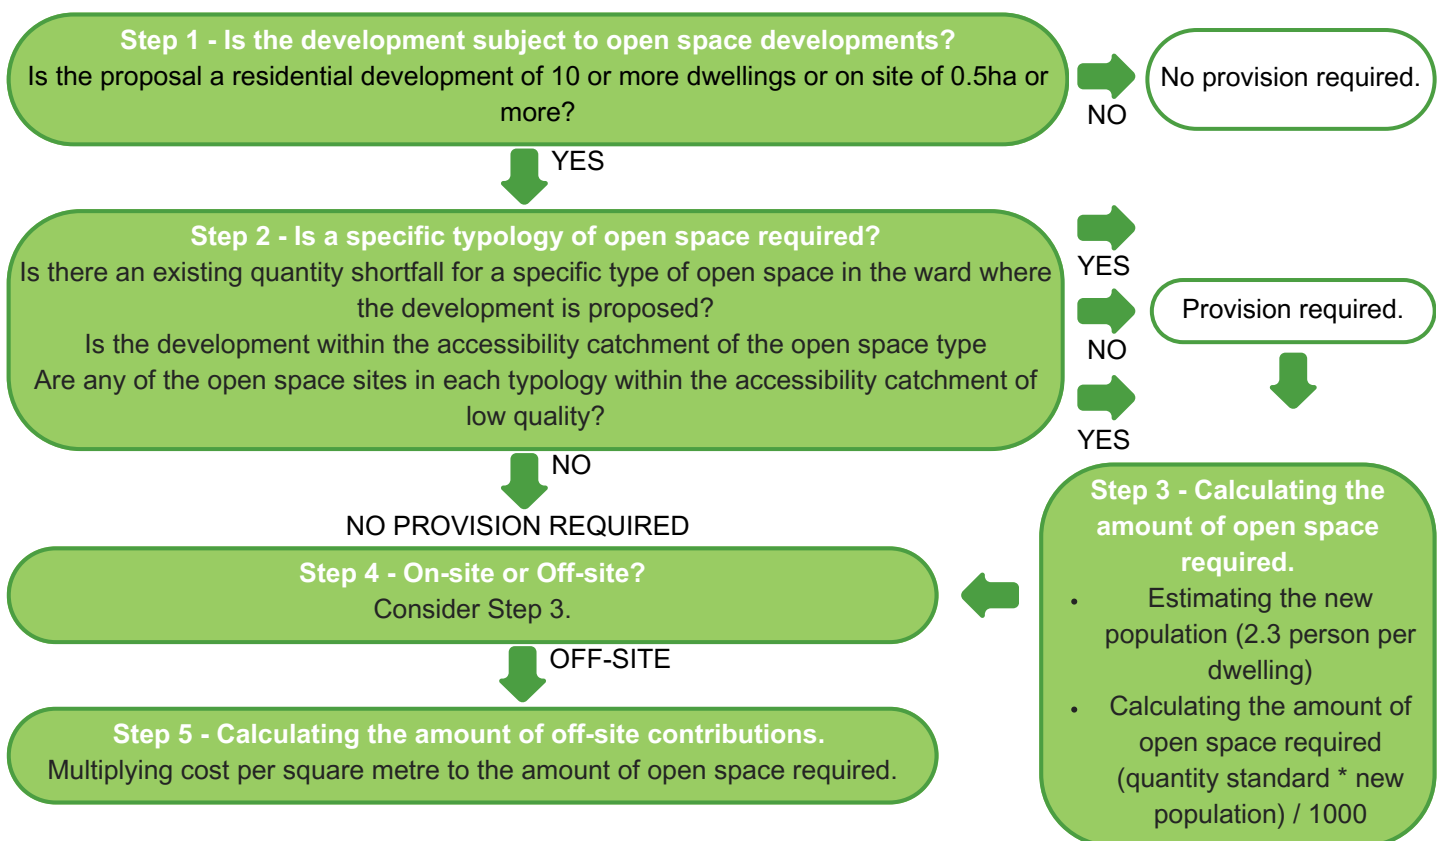 Step 1 - Is the development subject to open space developments?
Is the proposal a residential development of 10 or more dwellings or on site of 0.5ha or
more?
NO
No provision required.
YES
Step 2 - Is a specific typology of open space required?
Is there an existing quantity shortfall for a specific type of open space in the ward where
the development is proposed?
Is the development within the accessibility catchment of the open space type
Are any of the open space sites in each typology within the accessibility catchment of
low quality?
YES
NO
YES
Provision required.
NO
NO PROVISION REQUIRED
Step 3 - Calculating the
amount of open space
required.
• Estimating the new
population (2.3 person per
dwelling)
• Calculating the amount of
open space required
(quantity standard * new
population) / 1000
Step 4 - On-site or Off-site?
Consider Step 3.
OFF-SITE
Step 5 - Calculating the amount of off-site contributions.
Multiplying cost per square metre to the amount of open space required.